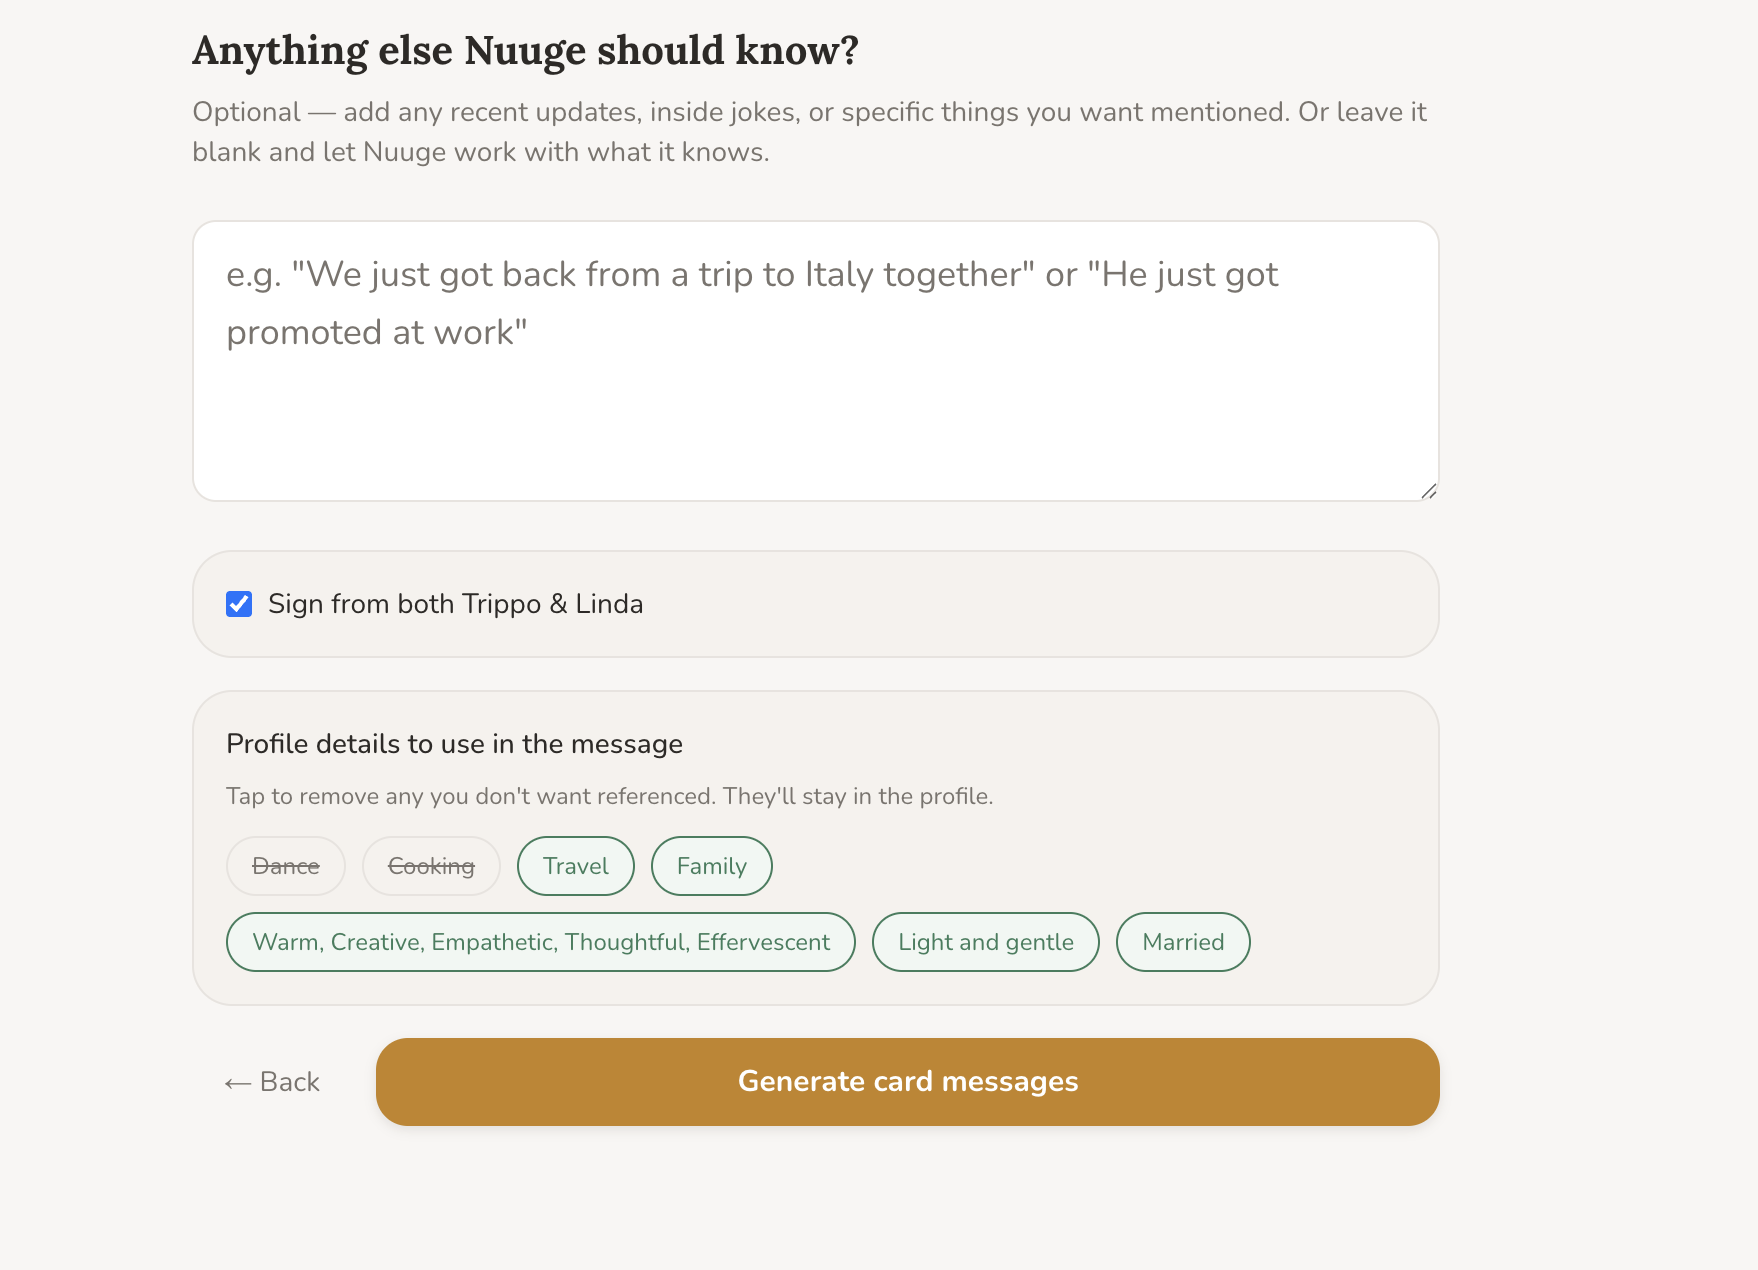 Anything else Nuuge should know?
Optional — add any recent updates, inside jokes, or specific things you want mentioned. Or leave it
blank and let Nuuge work with what it knows.
e.g. "We just got back from a trip to Italy together" or "He just got
promoted at work"
Sign from both Trippo & Linda
Profile details to use in the message
Tap to remove any you don't want referenced. They'll stay in the profile.
Dance Cooking Travel Family
Warm, Creative, Empathetic, Thoughtful, Effervescent Light and gentle Married
← Back Generate card messages